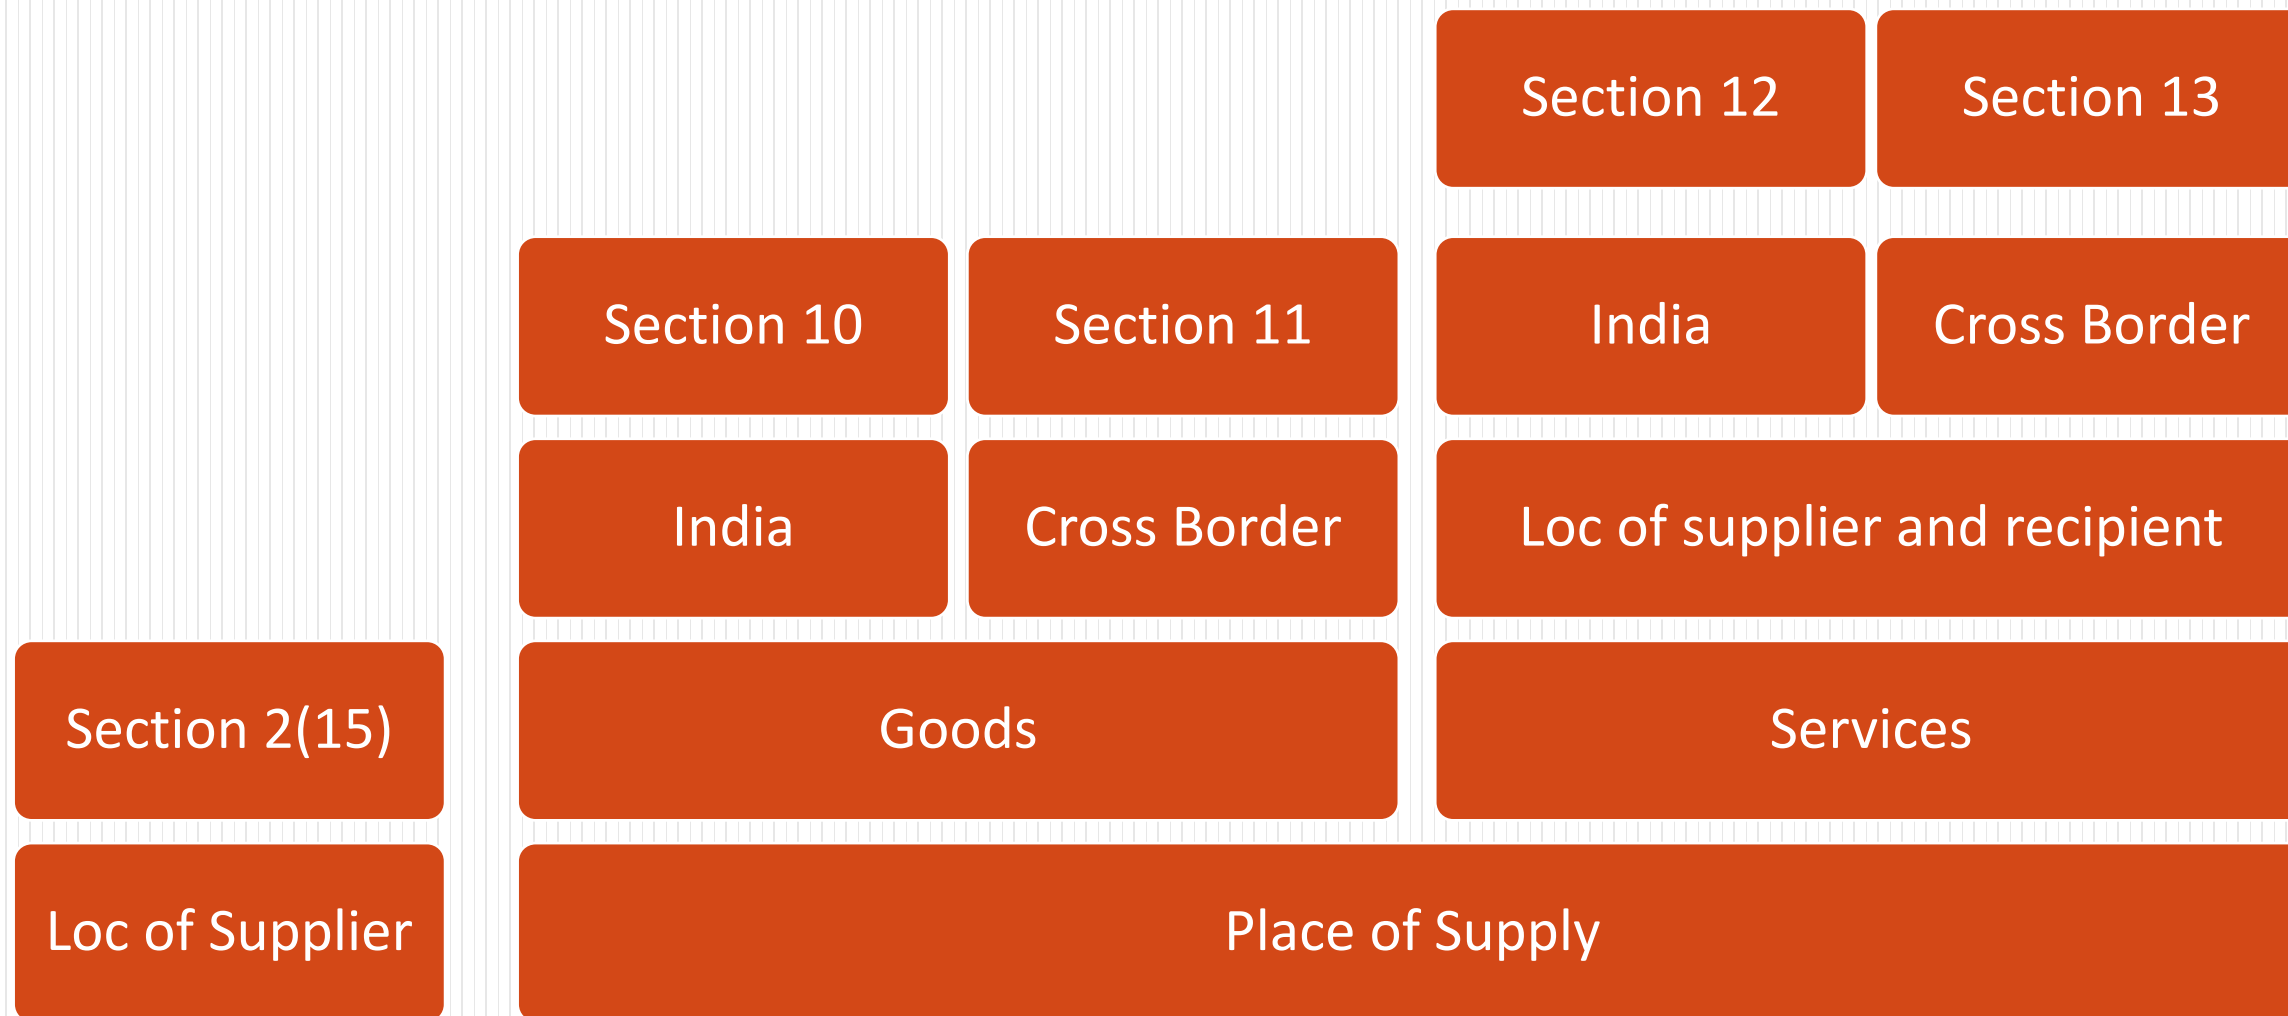 Section 12
Section 13
Section 10
Section 11
India
Cross Border
India
Cross Border
Loc of supplier and recipient
Section 2(15)
Goods
Services
Loc of Supplier
Place of Supply